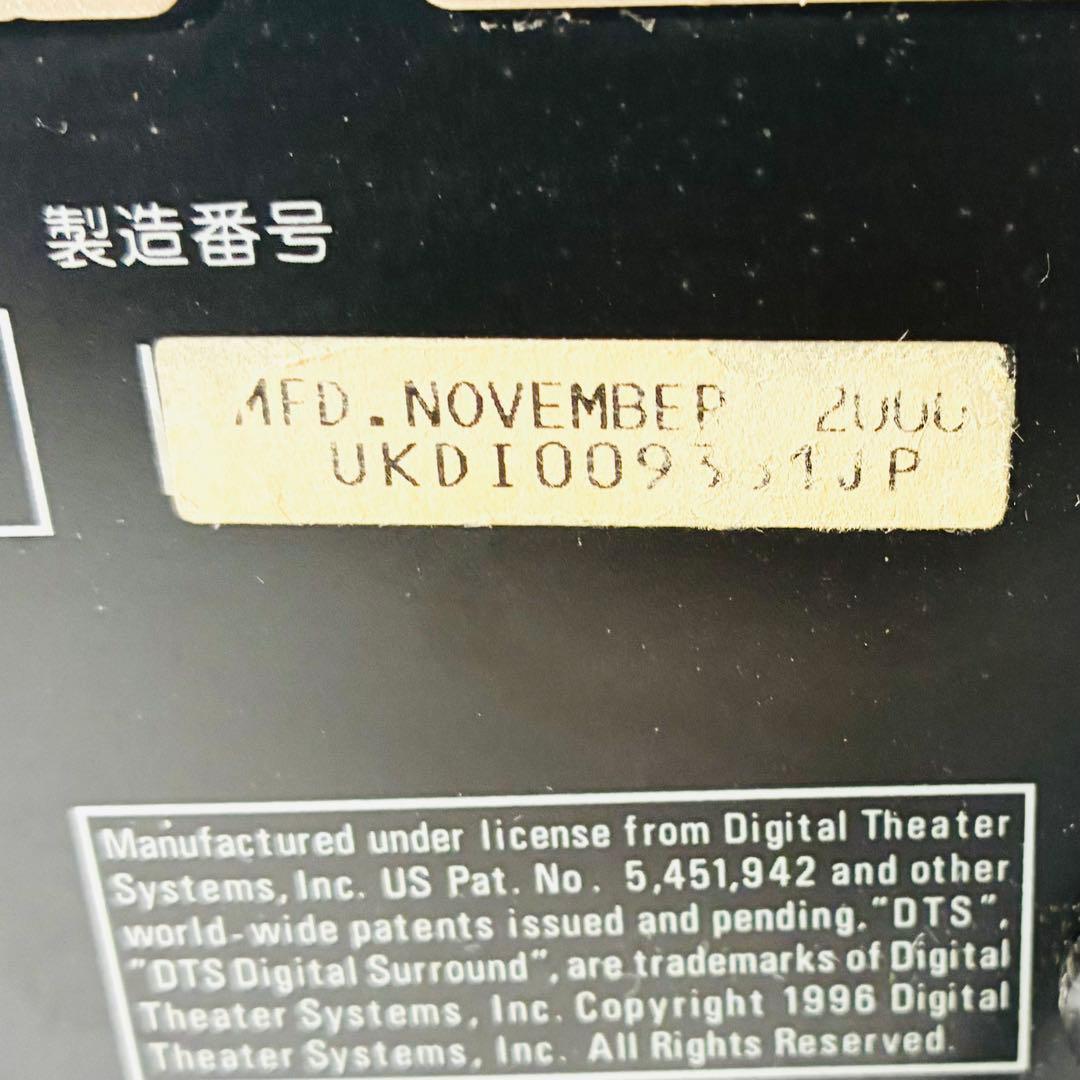 製造番号
MFD.NOVEMBER 2000
Manufactured under license from Digital Theater
Systems, Inc. US Pat. No. 5,451,942 and other
world-wide patents issued and pending. "DTS",
"DTS Digital Surround", are trademarks of Digital
Theater Systems, Inc. Copyright 1996 Digital
Theater Systems, Inc. All Rights Reserved.